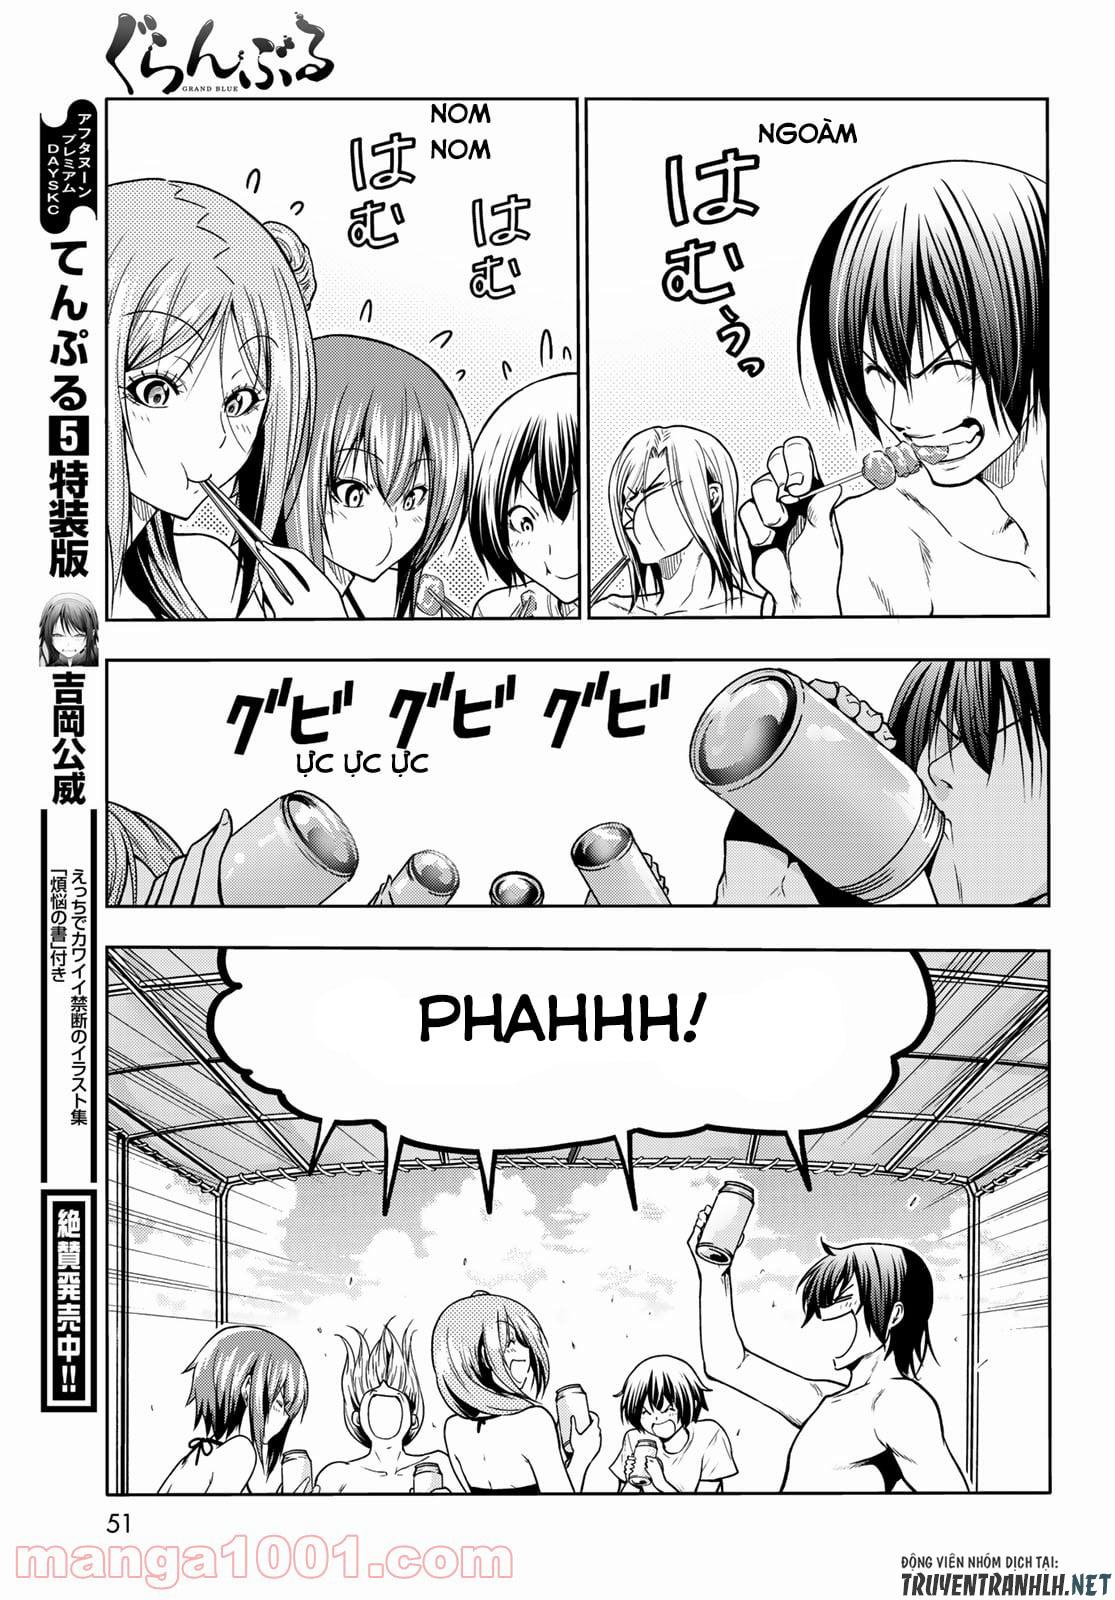 ぐらんぶる
GRAND BLUE
アフタヌーン
プレミアム
DAYSKC
てんぷる5特装版
吉岡公威
えっちでカワイイ禁断のイラスト集
「煩悩の書」付き
絶賛発売中!!
NGOÀM
はむぅっ
NOM
NOM
はむ
はむ
グビ グビ グビ
ỰC ỰC ỰC
PHAHHH!
51
manga1001.com
ĐỘNG VIÊN NHÓM DỊCH TẠI:
TRUYENTRANHLH.NET